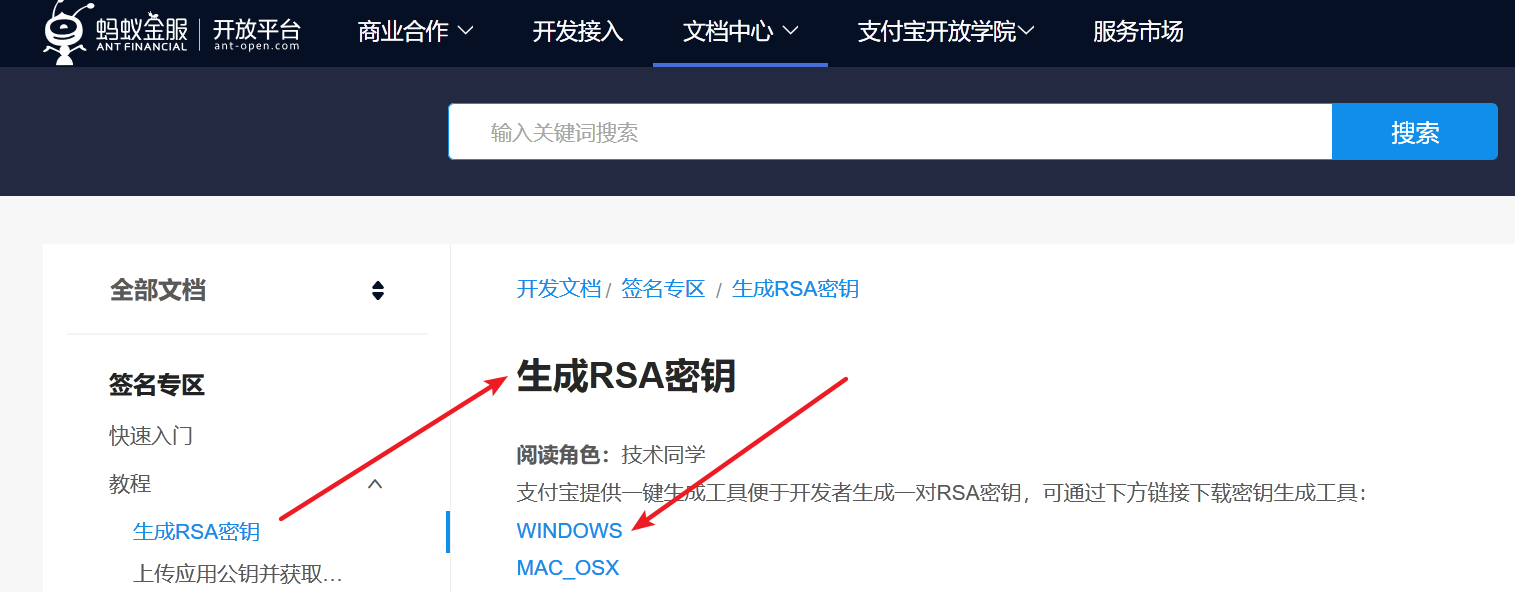 蚂蚁金服 ANT FINANCIAL 开放平台 ant-open.com 商业合作 开发接入 文档中心 支付宝开放学院 服务市场
输入关键词搜索 搜索
全部文档
签名专区
快速入门
教程
生成RSA密钥
上传应用公钥并获取...
开发文档 / 签名专区 / 生成RSA密钥
生成RSA密钥
阅读角色：技术同学
支付宝提供一键生成工具便于开发者生成一对RSA密钥，可通过下方链接下载密钥生成工具：
WINDOWS
MAC_OSX